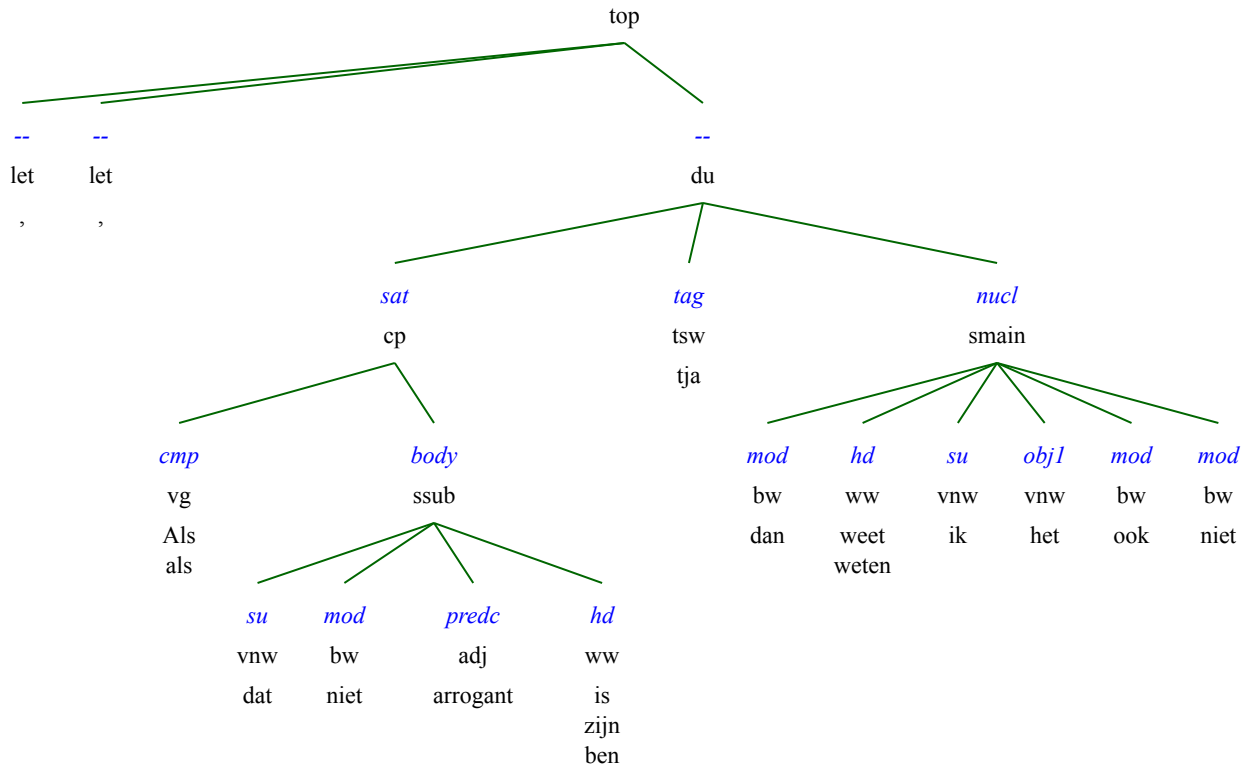 top
-- -- --
let let du
, ,
sat tag nucl
cp tsw smain
tja
cmp body mod hd su obj1 mod mod
vg ssub bw ww vnw vnw bw bw
Als dan weet ik het ook niet
als weten
su mod predc hd
vnw bw adj ww
dat niet arrogant is
zijn
ben